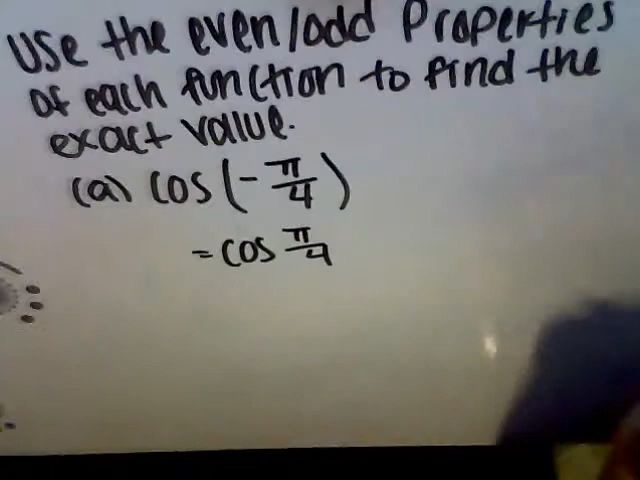 Use the even/odd Properties
of each function to find the
exact value.
(a) cos(-π/4)
= cos π/4